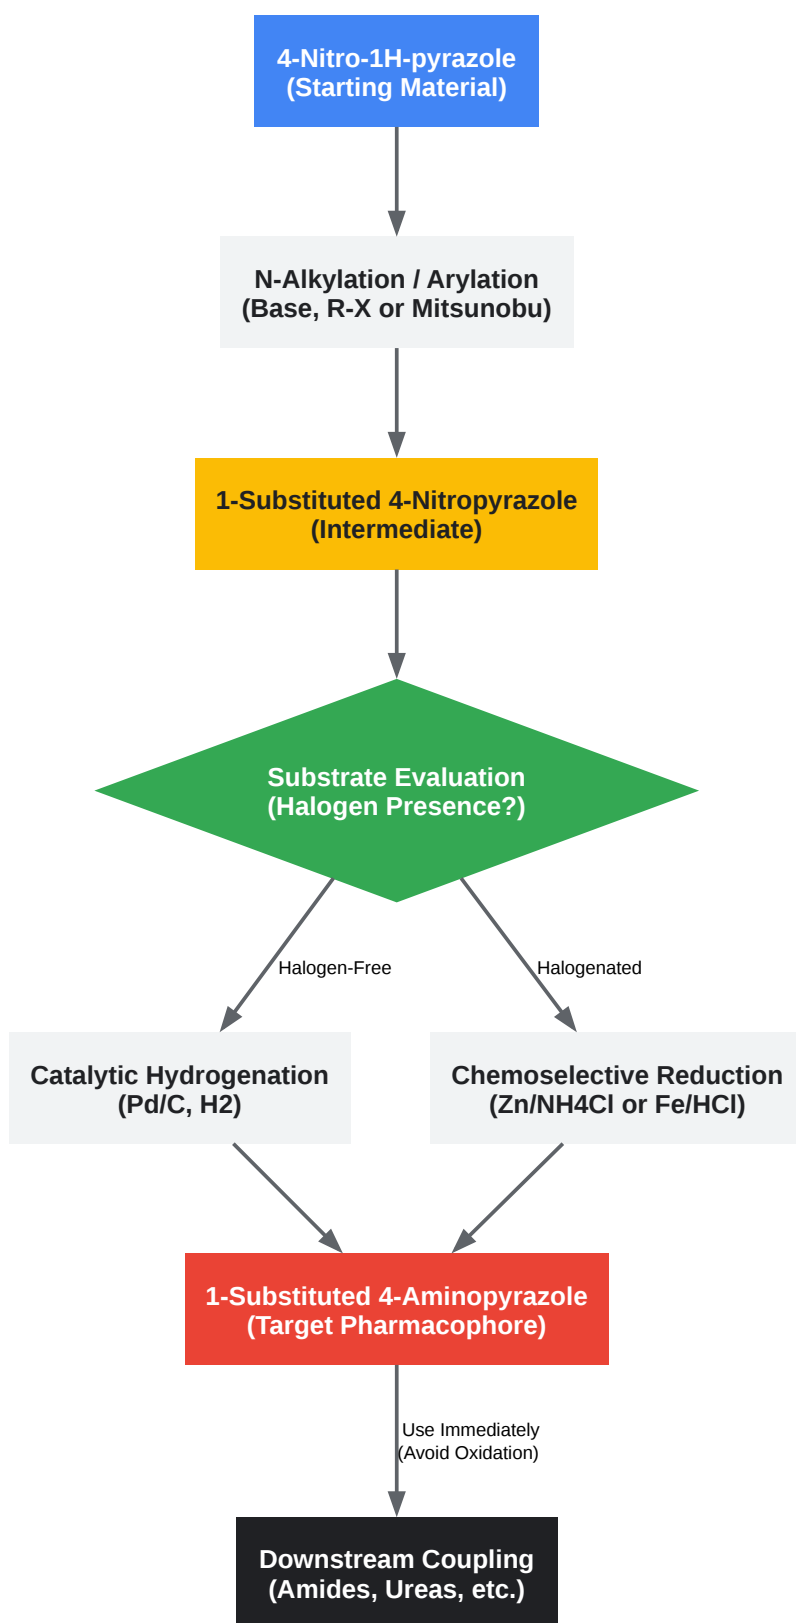 4-Nitro-1H-pyrazole
(Starting Material)
N-Alkylation / Arylation
(Base, R-X or Mitsunobu)
1-Substituted 4-Nitropyrazole
(Intermediate)
Substrate Evaluation
(Halogen Presence?)
Halogen-Free
Halogenated
Catalytic Hydrogenation
(Pd/C, H2)
Chemoselective Reduction
(Zn/NH4Cl or Fe/HCl)
1-Substituted 4-Aminopyrazole
(Target Pharmacophore)
Use Immediately
(Avoid Oxidation)
Downstream Coupling
(Amides, Ureas, etc.)